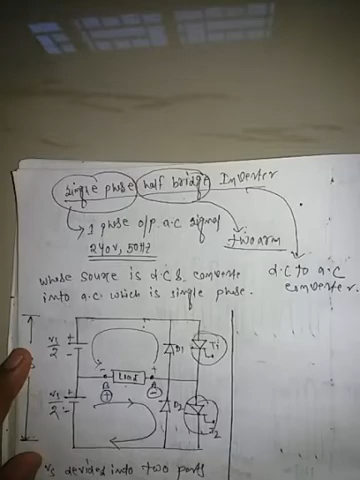 single phase half bridge Inverter
→ 1 phase o/p a.c signal
240v, 50Hz
two arm
d.c to a.c
converter.
whose source is d.c & converte
into a.c which is single phase.
Vs/2 + -
D1
T1
Load
B
A
+
-
Vs/2 + -
D2
T2
Vs devided into two parts